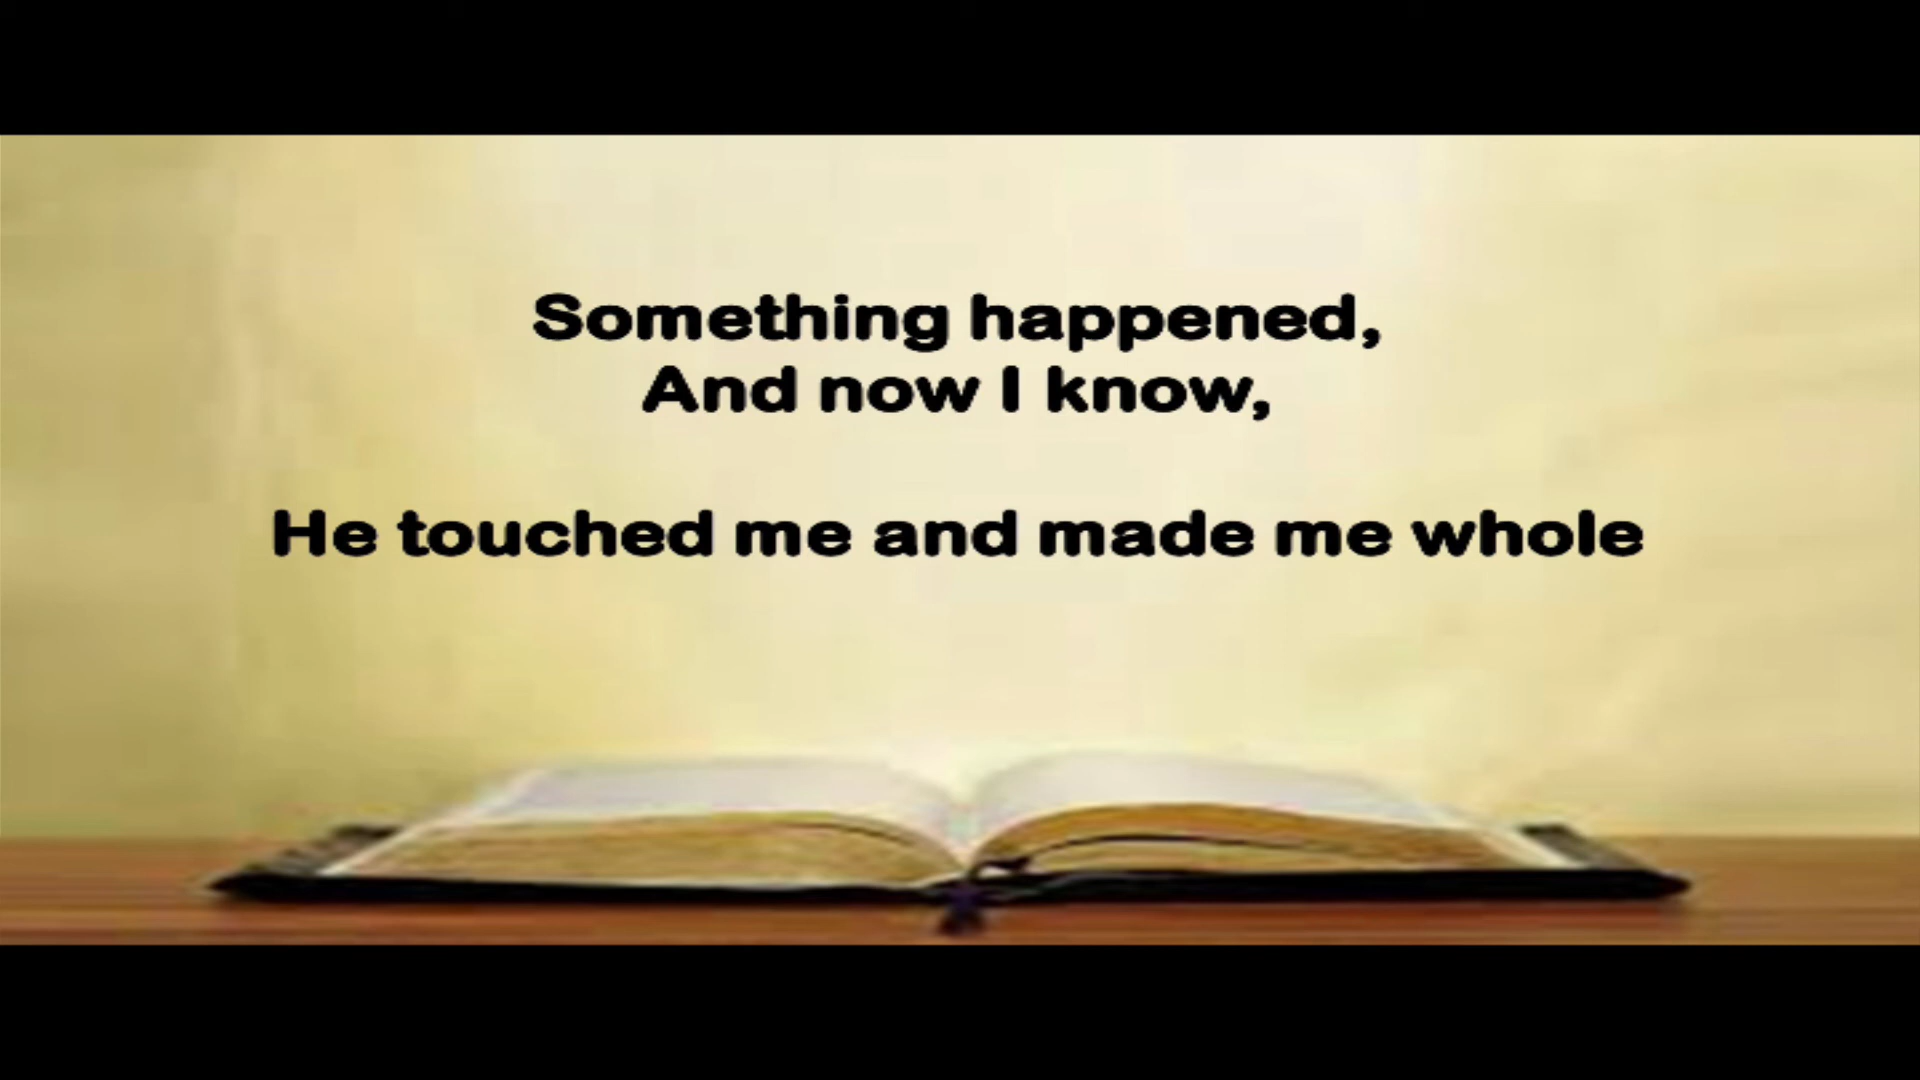 Something happened,
And now I know,
He touched me and made me whole